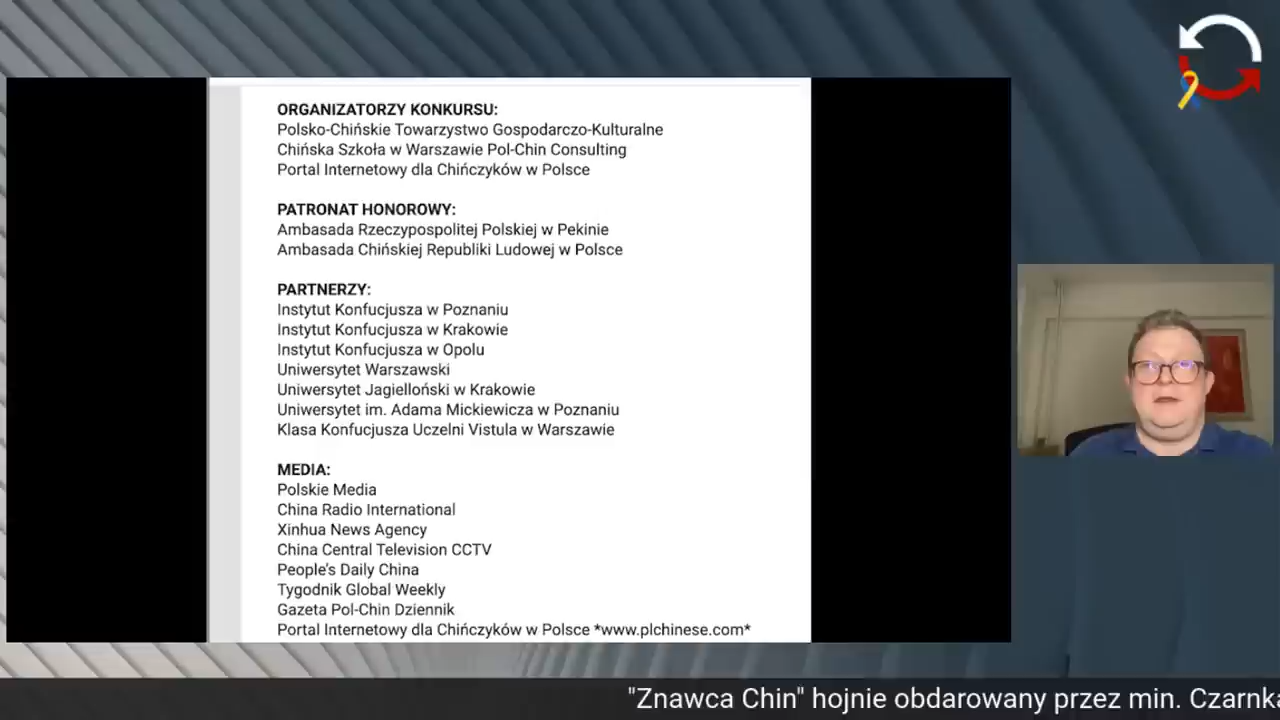 ORGANIZATORZY KONKURSU:
Polsko-Chińskie Towarzystwo Gospodarczo-Kulturalne
Chińska Szkoła w Warszawie Pol-Chin Consulting
Portal Internetowy dla Chińczyków w Polsce
PATRONAT HONOROWY:
Ambasada Rzeczypospolitej Polskiej w Pekinie
Ambasada Chińskiej Republiki Ludowej w Polsce
PARTNERZY:
Instytut Konfucjusza w Poznaniu
Instytut Konfucjusza w Krakowie
Instytut Konfucjusza w Opolu
Uniwersytet Warszawski
Uniwersytet Jagielloński w Krakowie
Uniwersytet im. Adama Mickiewicza w Poznaniu
Klasa Konfucjusza Uczelni Vistula w Warszawie
MEDIA:
Polskie Media
China Radio International
Xinhua News Agency
China Central Television CCTV
People's Daily China
Tygodnik Global Weekly
Gazeta Pol-Chin Dziennik
Portal Internetowy dla Chińczyków w Polsce *www.plchinese.com*
"Znawca Chin" hojnie obdarowany przez min. Czarnka